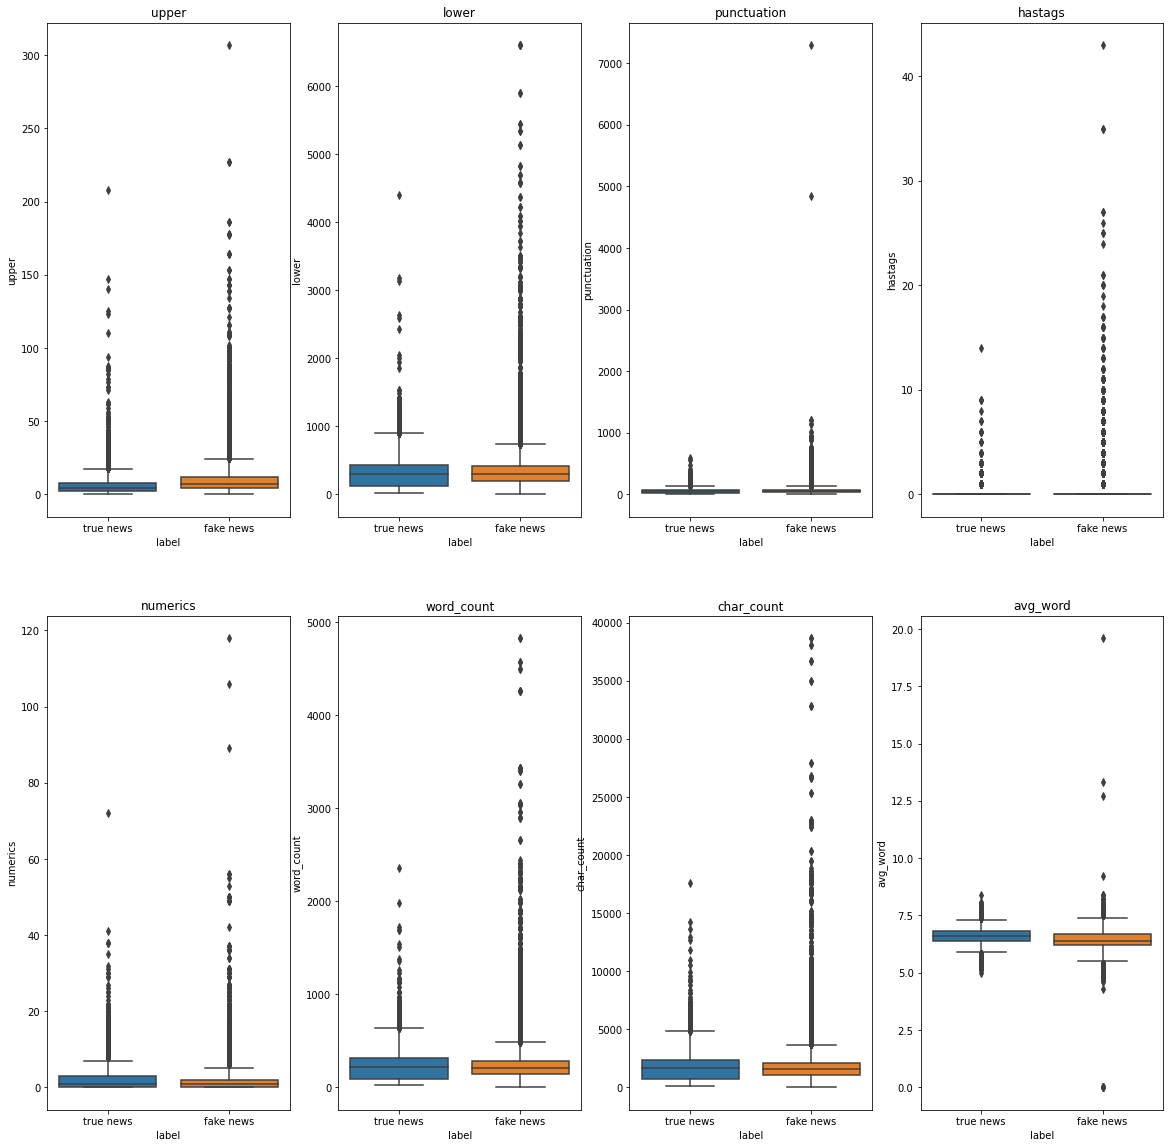 upper
lower
punctuation
hastags
300
250
200
150
100
50
0
upper
true news
fake news
label
6000
5000
4000
3000
2000
1000
0
lower
true news
fake news
label
7000
6000
5000
4000
3000
2000
1000
0
punctuation
true news
fake news
label
40
30
20
10
0
hastags
true news
fake news
label
numerics
word_count
char_count
avg_word
120
100
80
60
40
20
0
numerics
true news
fake news
label
5000
4000
3000
2000
1000
0
word_count
true news
fake news
label
40000
35000
30000
25000
20000
15000
10000
5000
0
char_count
true news
fake news
label
20.0
17.5
15.0
12.5
10.0
7.5
5.0
2.5
0.0
avg_word
true news
fake news
label